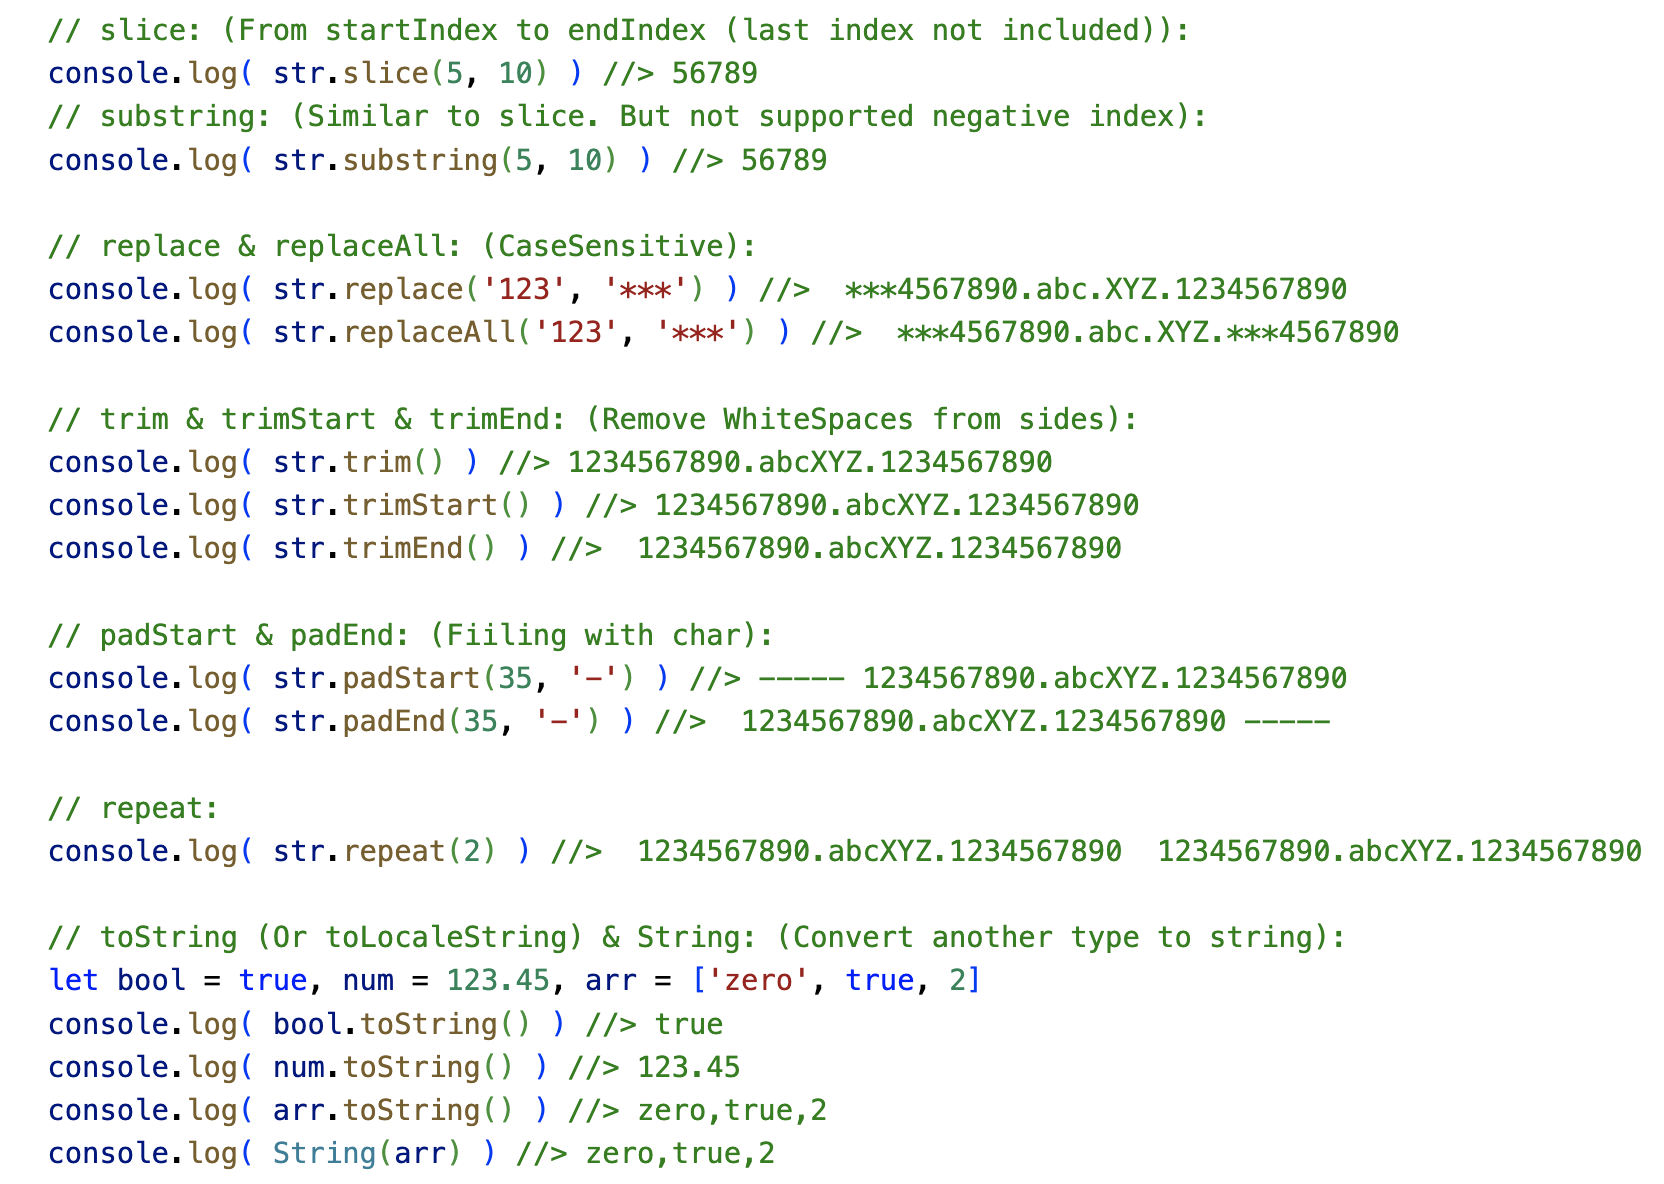 // slice: (From startIndex to endIndex (last index not included)):
console.log( str.slice(5, 10) ) //> 56789
// substring: (Similar to slice. But not supported negative index):
console.log( str.substring(5, 10) ) //> 56789
// replace & replaceAll: (CaseSensitive):
console.log( str.replace('123', '***') ) //>  ***4567890.abc.XYZ.1234567890
console.log( str.replaceAll('123', '***') ) //>  ***4567890.abc.XYZ.***4567890
// trim & trimStart & trimEnd: (Remove WhiteSpaces from sides):
console.log( str.trim() ) //> 1234567890.abcXYZ.1234567890
console.log( str.trimStart() ) //> 1234567890.abcXYZ.1234567890
console.log( str.trimEnd() ) //>  1234567890.abcXYZ.1234567890
// padStart & padEnd: (Fiiling with char):
console.log( str.padStart(35, '-') ) //> ----- 1234567890.abcXYZ.1234567890
console.log( str.padEnd(35, '-') ) //>  1234567890.abcXYZ.1234567890 -----
// repeat:
console.log( str.repeat(2) ) //>  1234567890.abcXYZ.1234567890  1234567890.abcXYZ.1234567890
// toString (Or toLocaleString) & String: (Convert another type to string):
let bool = true, num = 123.45, arr = ['zero', true, 2]
console.log( bool.toString() ) //> true
console.log( num.toString() ) //> 123.45
console.log( arr.toString() ) //> zero,true,2
console.log( String(arr) ) //> zero,true,2